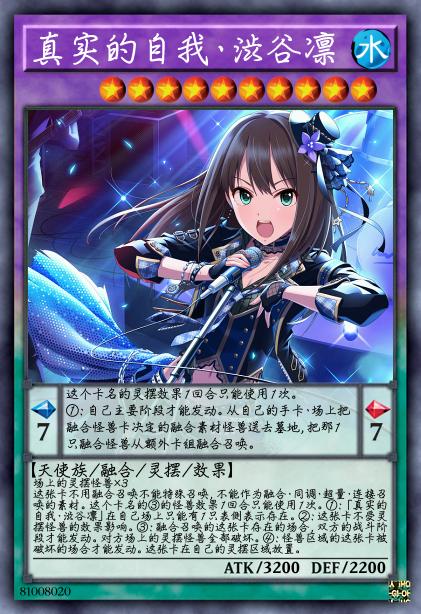 真实的自我·澁谷凛
水
这个卡名的灵摆效果1回合只能使用1次。
①:自己主要阶段才能发动。从自己的手卡·场上把
融合怪兽卡决定的融合素材怪兽送去墓地,把那1
只融合怪兽从额外卡组融合召唤。
7
7
【天使族/融合/灵摆/效果】
场上的灵摆怪兽×3
这张卡不用融合召唤不能特殊召唤,不能作为融合·同调·超量·连接召
唤的素材。这个卡名的③的怪兽效果1回合只能使用1次。①:「真实的
自我·澁谷凛」在自己场上只能有1只表侧表示存在。②:这张卡不受灵
摆怪兽的效果影响。③:融合召唤的这张卡存在的场合,双方的战斗阶
段才能发动。对方场上的灵摆怪兽全部破坏。④:怪兽区域的这张卡被
破坏的场合才能发动。这张卡在自己的灵摆区域放置。
ATK/3200 DEF/2200
81008020